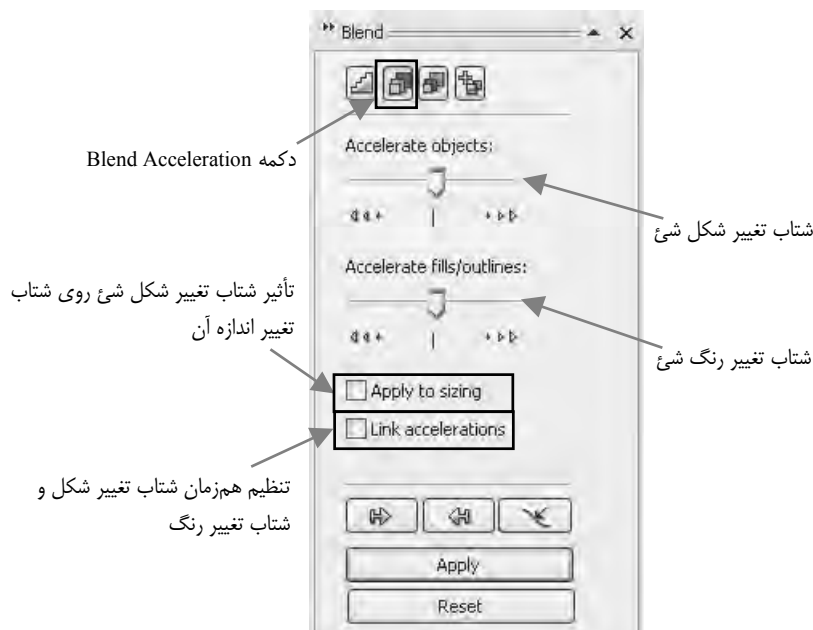 Blend
دکمه Blend Acceleration
Accelerate objects:
شتاب تغییر شکل شئ
Accelerate fills/outlines:
تأثیر شتاب تغییر شکل شئ روی شتاب
تغییر اندازه آن
شتاب تغییر رنگ شئ
Apply to sizing
Link accelerations
تنظیم هم‌زمان شتاب تغییر شکل و
شتاب تغییر رنگ
Apply
Reset